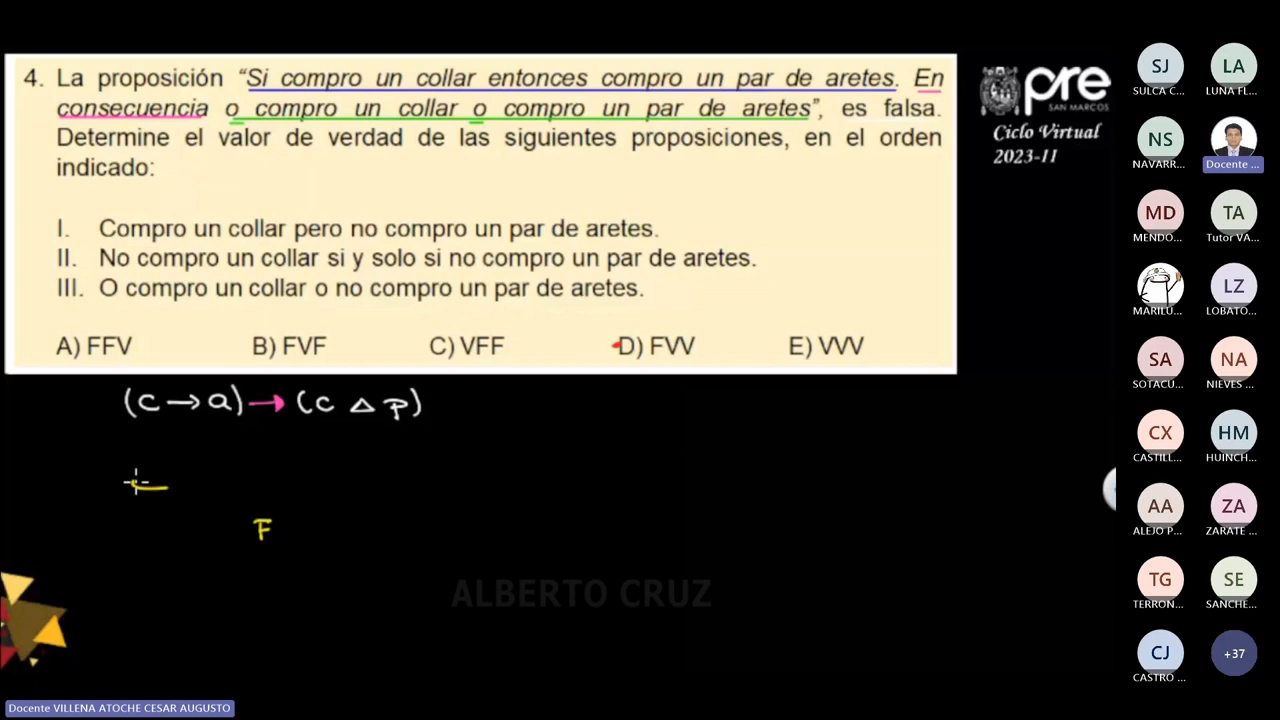 4. La proposición “Si compro un collar entonces compro un par de aretes. En
consecuencia o compro un collar o compro un par de aretes”, es falsa.
Determine el valor de verdad de las siguientes proposiciones, en el orden
indicado:
I. Compro un collar pero no compro un par de aretes.
II. No compro un collar si y solo si no compro un par de aretes.
III. O compro un collar o no compro un par de aretes.
A) FFV B) FVF C) VFF D) FVV E) VVV
(c → a) → (c Δ p)
F
ALBERTO CRUZ
pre
SAN MARCOS
Ciclo Virtual
2023-II
SJ LA
SULCA C... LUNA FL...
NS
NAVARR... Docente ...
MD TA
MENDO... Tutor VA...
LZ
MARILU... LOBATO...
SA NA
SOTACU... NIEVES ...
CX HM
CASTILL... HUINCH...
AA ZA
ALEJO P... ZARATE ...
TG SE
TERRON... SANCHE...
CJ +37
CASTRO ...
Docente VILLENA ATOCHE CESAR AUGUSTO